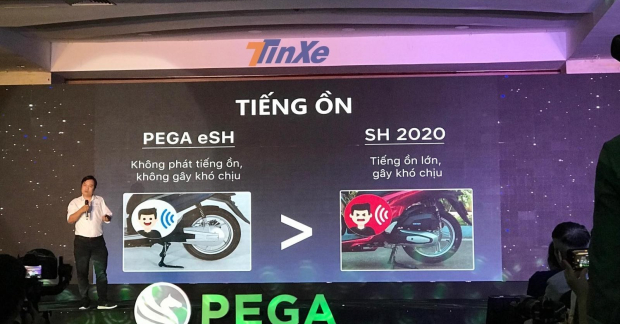 TinXe
TIẾNG ỒN
PEGA eSH
SH 2020
Không phát tiếng ồn,
không gây khó chịu
Tiếng ồn lớn,
gây khó chịu
>
PEGA